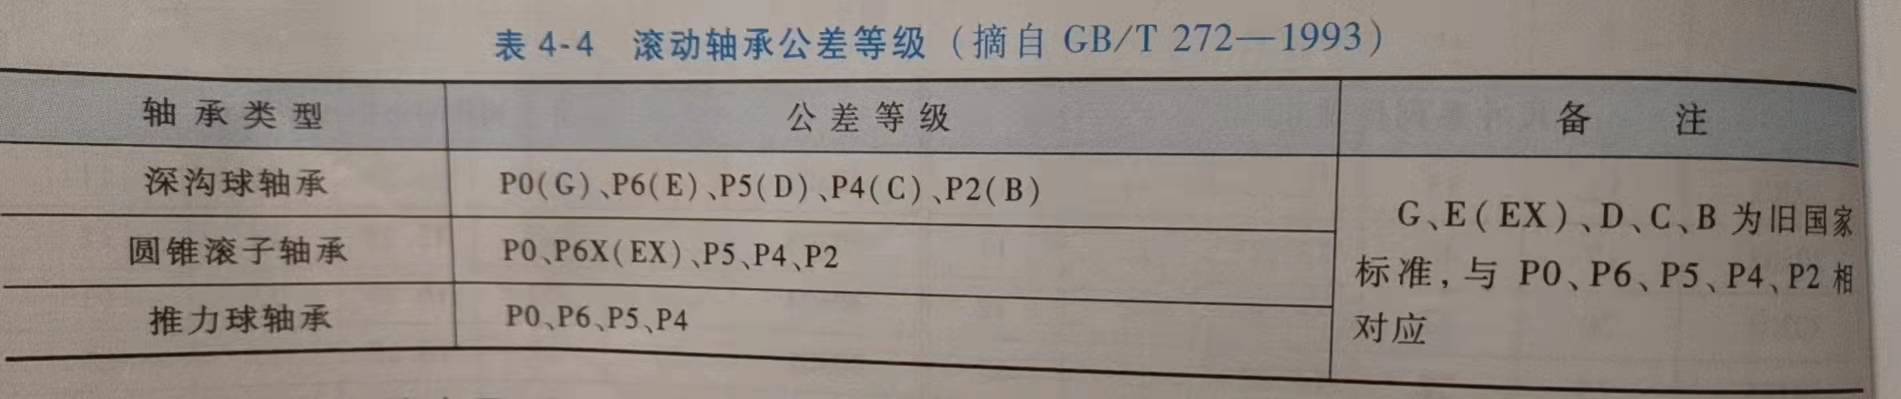 表 4-4 滚动轴承公差等级（摘自 GB/T 272—1993）
轴承类型 公差等级 备注
深沟球轴承 P0(G)、P6(E)、P5(D)、P4(C)、P2(B)
圆锥滚子轴承 P0、P6X(EX)、P5、P4、P2
推力球轴承 P0、P6、P5、P4
G、E(EX)、D、C、B 为旧国家
标准，与 P0、P6、P5、P4、P2 相
对应